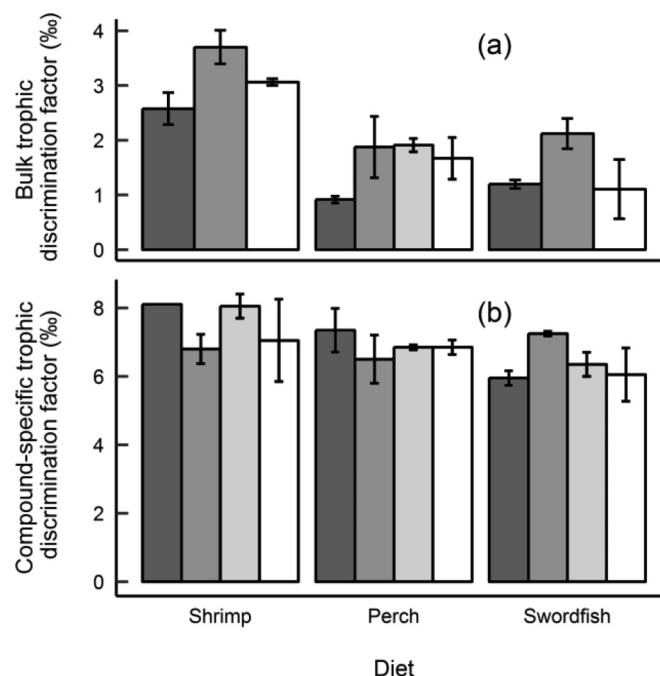 Bulk trophic
discrimination factor (‰)
4
3
2
1
0
(a)
Compound-specific trophic
discrimination factor (‰)
8
6
4
2
0
(b)
Shrimp Perch Swordfish
Diet